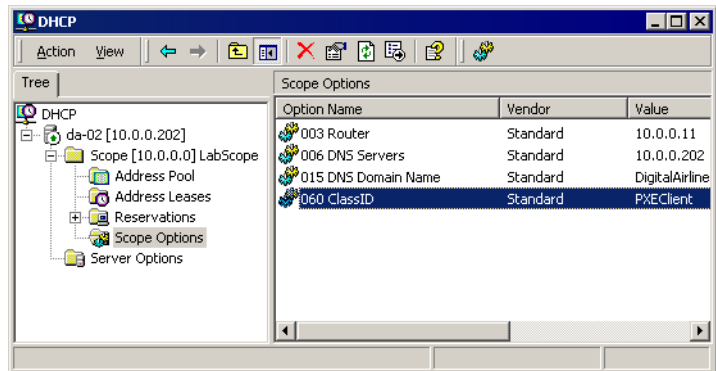 DHCP
Action View
Tree
Scope Options
DHCP
da-02 [10.0.0.202]
Scope [10.0.0.0] LabScope
Address Pool
Address Leases
Reservations
Scope Options
Server Options
Option Name Vendor Value
003 Router Standard 10.0.0.11
006 DNS Servers Standard 10.0.0.202
015 DNS Domain Name Standard DigitalAirline
060 ClassID Standard PXEClient